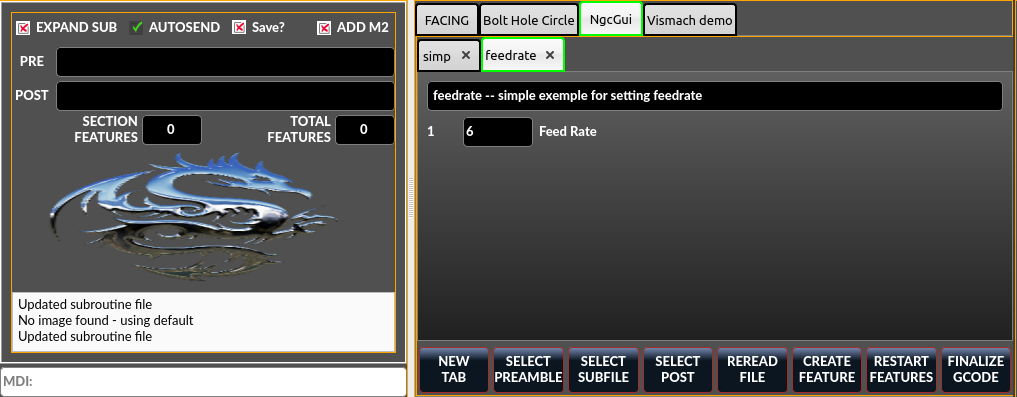 EXPAND SUB
AUTOSEND
Save?
ADD M2
PRE
POST
SECTION
FEATURES
0
TOTAL
FEATURES
0
Updated subroutine file
No image found - using default
Updated subroutine file
MDI:
FACING
Bolt Hole Circle
NgcGui
Vismach demo
simp
feedrate
feedrate -- simple exemple for setting feedrate
1
6
Feed Rate
NEW
TAB
SELECT
PREAMBLE
SELECT
SUBFILE
SELECT
POST
REREAD
FILE
CREATE
FEATURE
RESTART
FEATURES
FINALIZE
GCODE